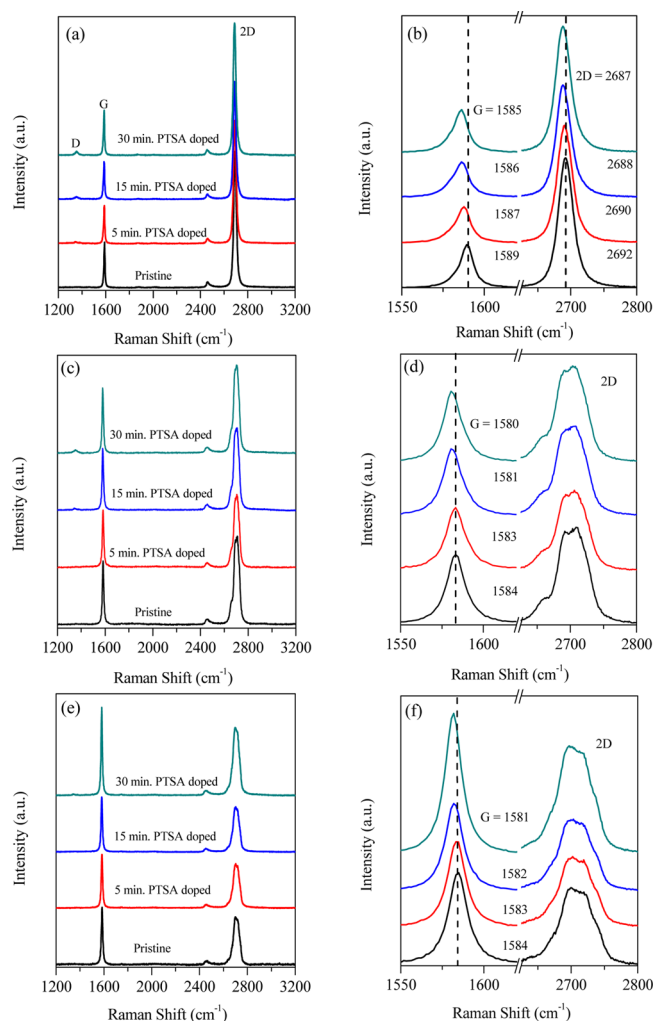 (a)
2D
G
D
30 min. PTSA doped
15 min. PTSA doped
5 min. PTSA doped
Pristine
Intensity (a.u.)
1200 1600 2000 2400 2800 3200
Raman Shift (cm⁻¹)
(b)
2D = 2687
G = 1585
1586
2688
1587
2690
1589
2692
Intensity (a.u.)
1550 1600 2700 2800
Raman Shift (cm⁻¹)
(c)
30 min. PTSA doped
15 min. PTSA doped
5 min. PTSA doped
Pristine
Intensity (a.u.)
1200 1600 2000 2400 2800 3200
Raman Shift (cm⁻¹)
(d)
2D
G = 1580
1581
1583
1584
Intensity (a.u.)
1550 1600 2700 2800
Raman Shift (cm⁻¹)
(e)
30 min. PTSA doped
15 min. PTSA doped
5 min. PTSA doped
Pristine
Intensity (a.u.)
1200 1600 2000 2400 2800 3200
Raman Shift (cm⁻¹)
(f)
2D
G = 1581
1582
1583
1584
Intensity (a.u.)
1550 1600 2700 2800
Raman Shift (cm⁻¹)